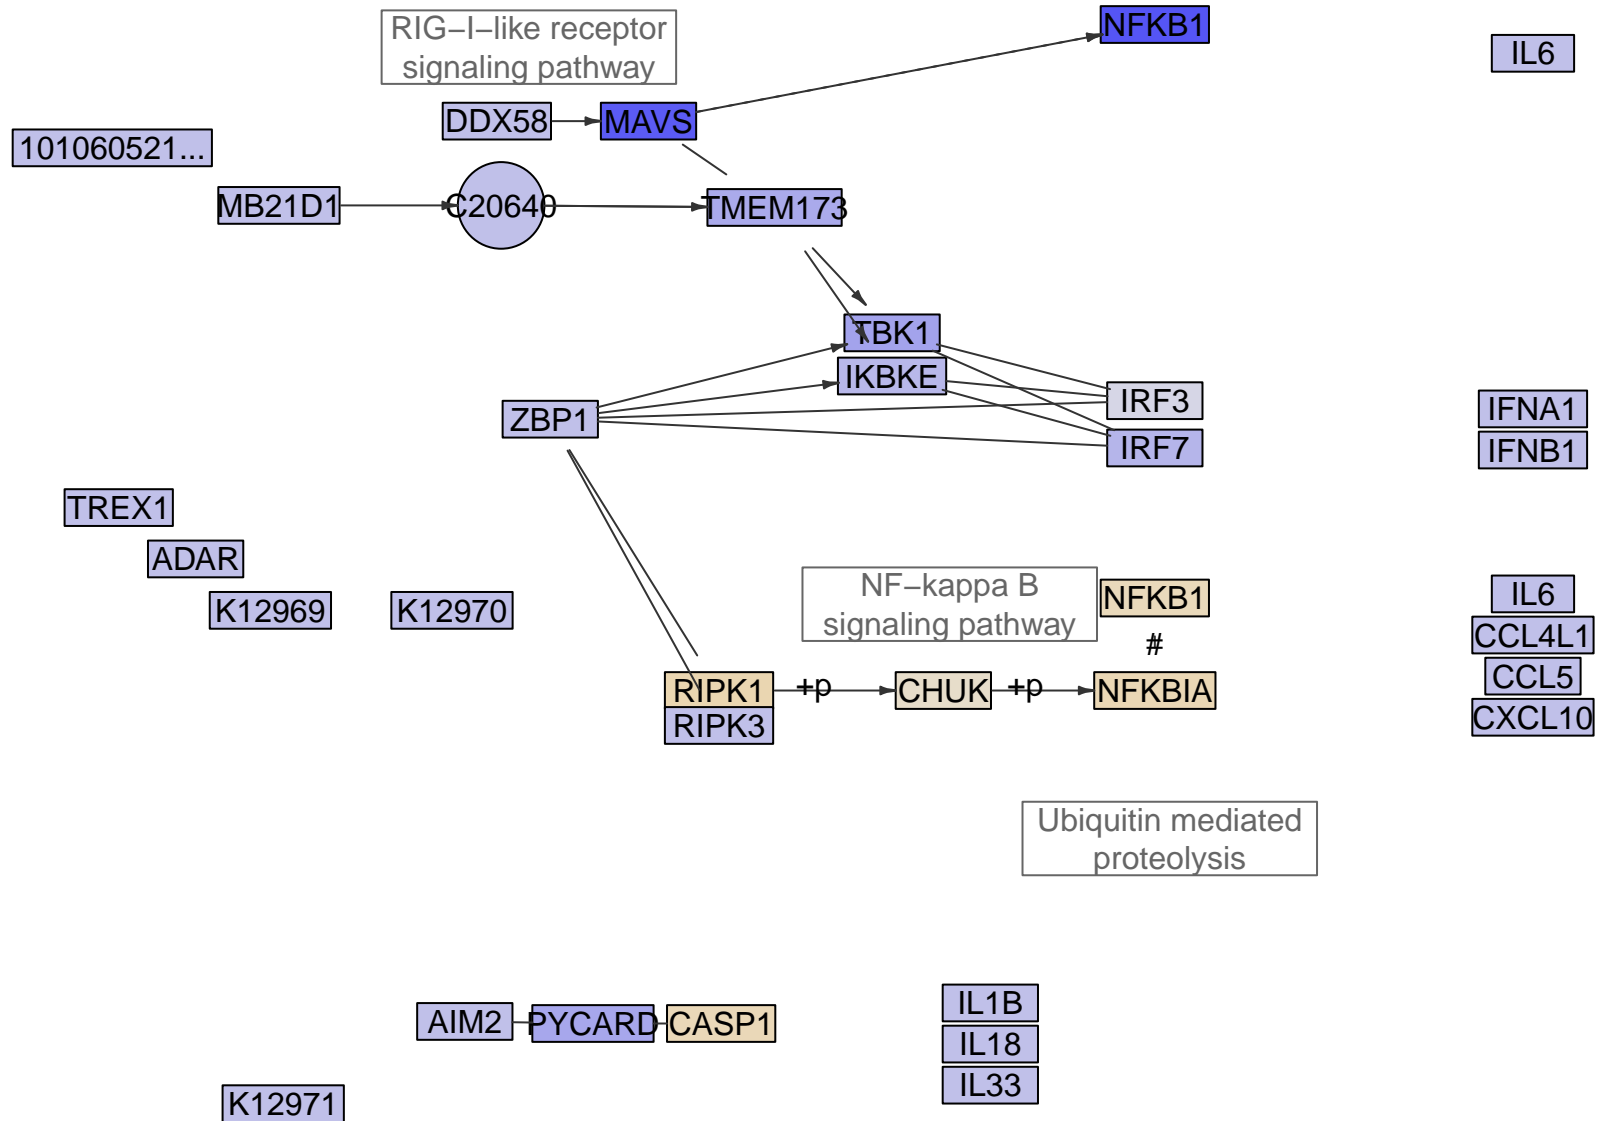 RIG−I−like receptor
signaling pathway
NFKB1
IL6
DDX58
MAVS
101060521...
MB21D1
C20640
TMEM173
TBK1
IKBKE
ZBP1
IRF3
IRF7
IFNA1
IFNB1
TREX1
ADAR
K12969
K12970
NF−kappa B
signaling pathway
NFKB1
#
IL6
CCL4L1
CCL5
CXCL10
RIPK1
+p
CHUK
+p
NFKBIA
RIPK3
Ubiquitin mediated
proteolysis
AIM2
PYCARD
CASP1
IL1B
IL18
IL33
K12971